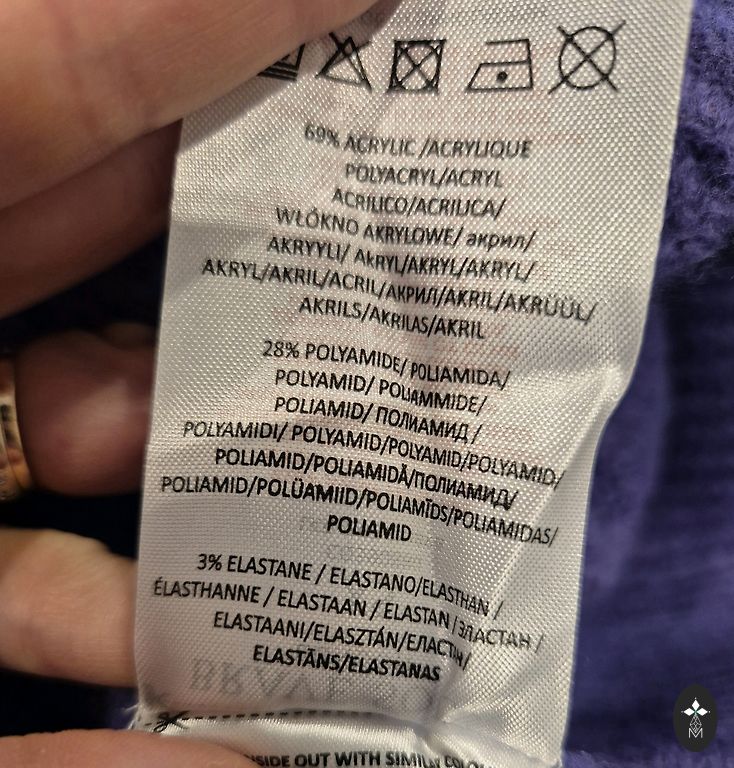 69% ACRYLIC /ACRYLIQUE
POLYACRYL/ACRYL
ACRILICO/ACRILICA/
WŁÓKNO AKRYLOWE/ акрил/
AKRYYLI/ AKRYL/AKRYL/AKRYL/
AKRYL/AKRIL/ACRIL/АКРИЛ/AKRIL/AKRÜÜL/
AKRILS/AKRILAS/AKRIL
28% POLYAMIDE/ POLIAMIDA/
POLYAMID/ POLIAMMIDE/
POLIAMID/ ПОЛИАМИД /
POLYAMIDI/ POLYAMID/POLYAMID/POLYAMID/
POLIAMID/POLIAMIDĂ/ПОЛИАМИД/
POLIAMID/POLÜAMIID/POLIAMĪDS/POLIAMIDAS/
POLIAMID
3% ELASTANE / ELASTANO/ELASTHAN /
ÉLASTHANNE / ELASTAAN / ELASTAN /ЭЛАСТАН /
ELASTAANI/ELASZTÁN/ЕЛАСТАН/
ELASTĀNS/ELASTANAS
OUT WITH